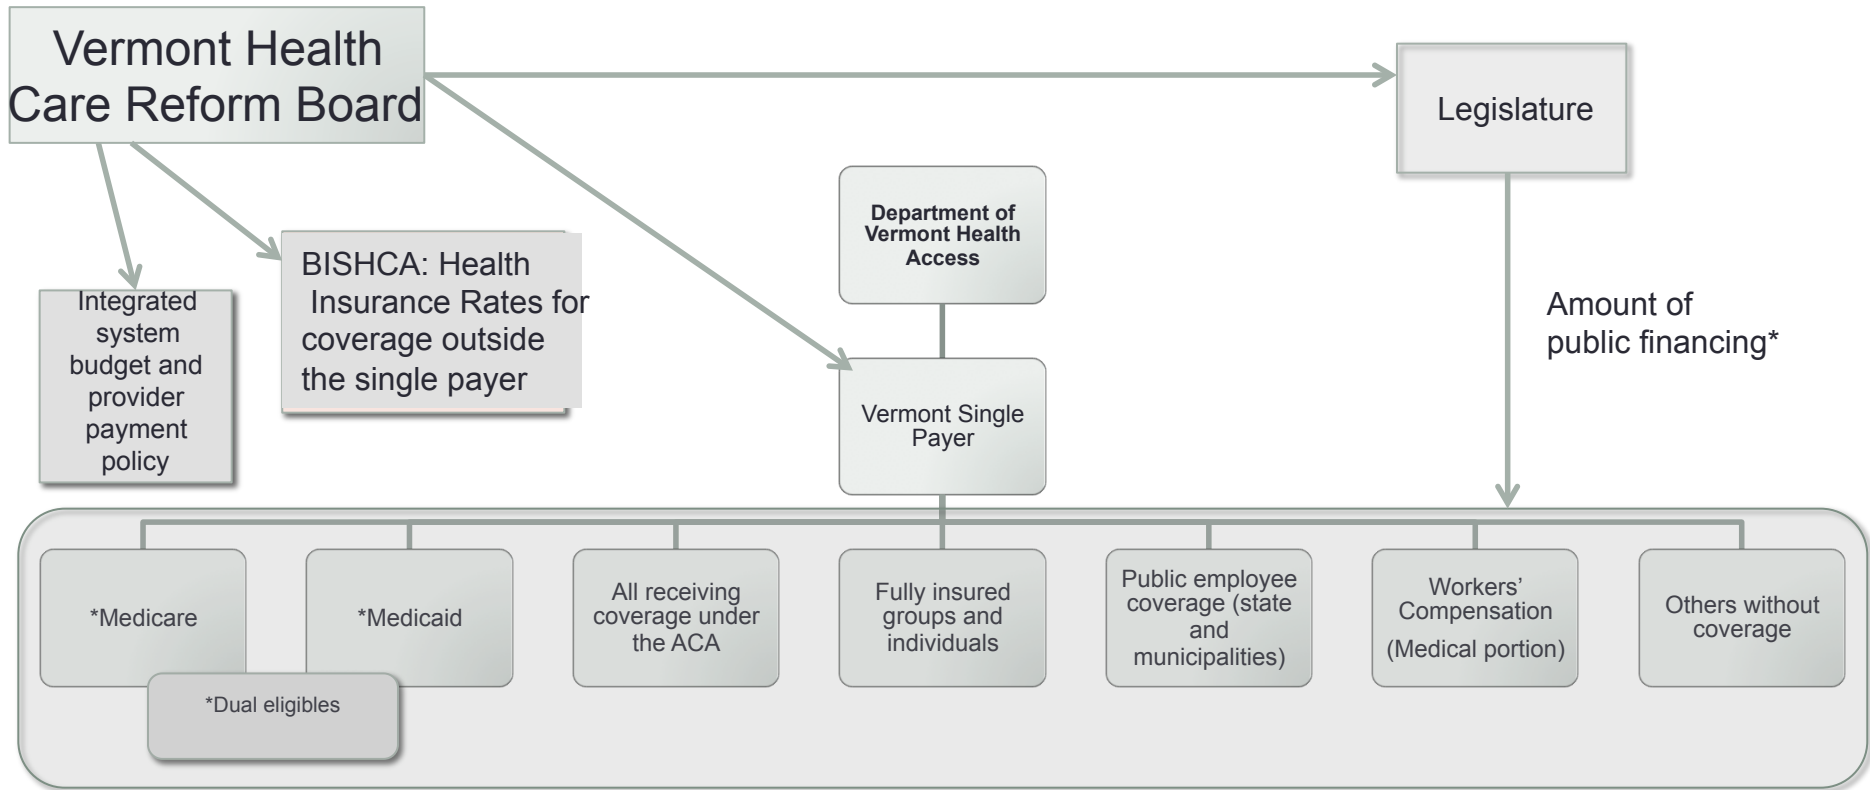 Vermont Health
Care Reform Board
Legislature
Department of
Vermont Health
Access
BISHCA: Health
Insurance Rates for
coverage outside
the single payer
Integrated
system
budget and
provider
payment
policy
Amount of
public financing*
Vermont Single
Payer
*Medicare
*Medicaid
*Dual eligibles
All receiving
coverage under
the ACA
Fully insured
groups and
individuals
Public employee
coverage (state
and
municipalities)
Workers’
Compensation
(Medical portion)
Others without
coverage